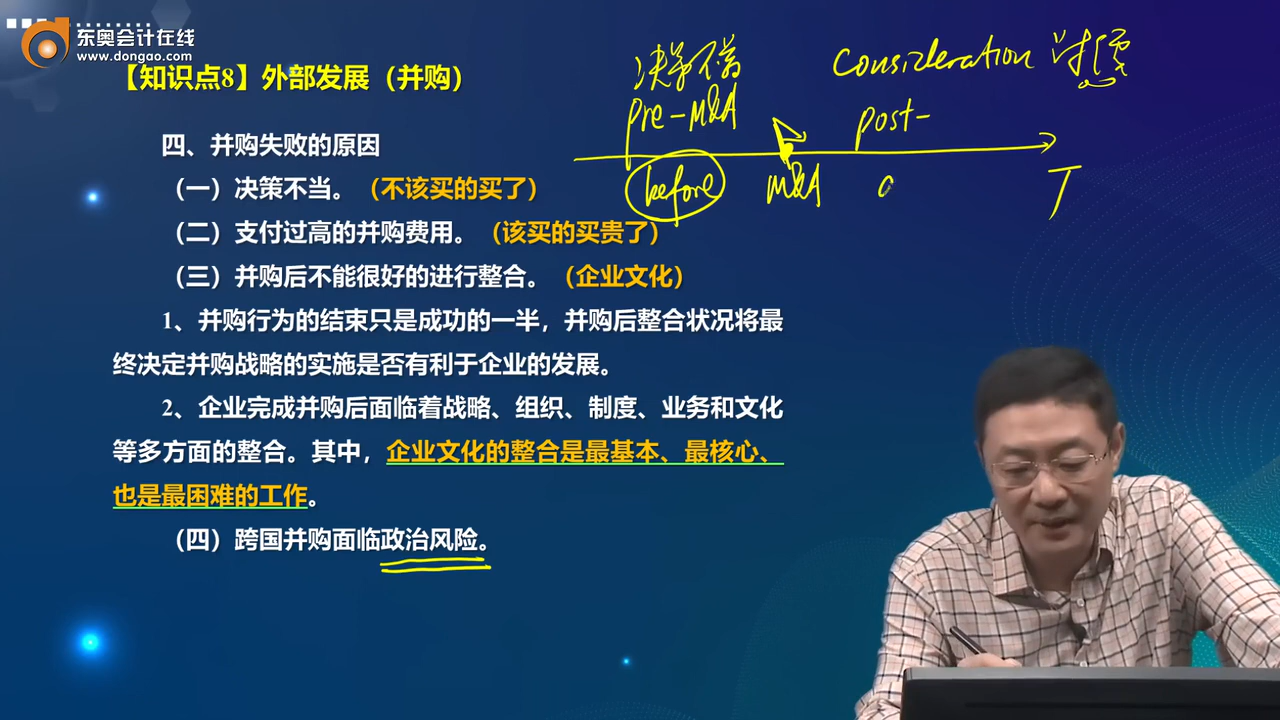 东奥会计在线
www.dongao.com
【知识点8】外部发展（并购）
决策不当
consideration 对价
pre-M&A
post-
before
M&A
T
四、并购失败的原因
（一）决策不当。（不该买的买了）
（二）支付过高的并购费用。（该买的买贵了）
（三）并购后不能很好的进行整合。（企业文化）
1、并购行为的结束只是成功的一半，并购后整合状况将最
终决定并购战略的实施是否有利于企业的发展。
2、企业完成并购后面临着战略、组织、制度、业务和文化
等多方面的整合。其中，企业文化的整合是最基本、最核心、
也是最困难的工作。
（四）跨国并购面临政治风险。